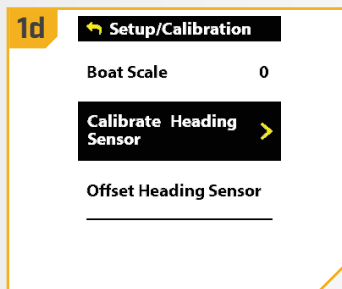 1d
Setup/Calibration
Boat Scale 0
Calibrate Heading
Sensor
Offset Heading Sensor